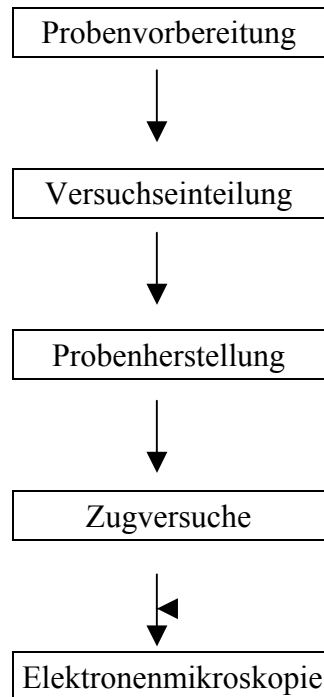 Probenvorbereitung
Versuchseinteilung
Probenherstellung
Zugversuche
Elektronenmikroskopie